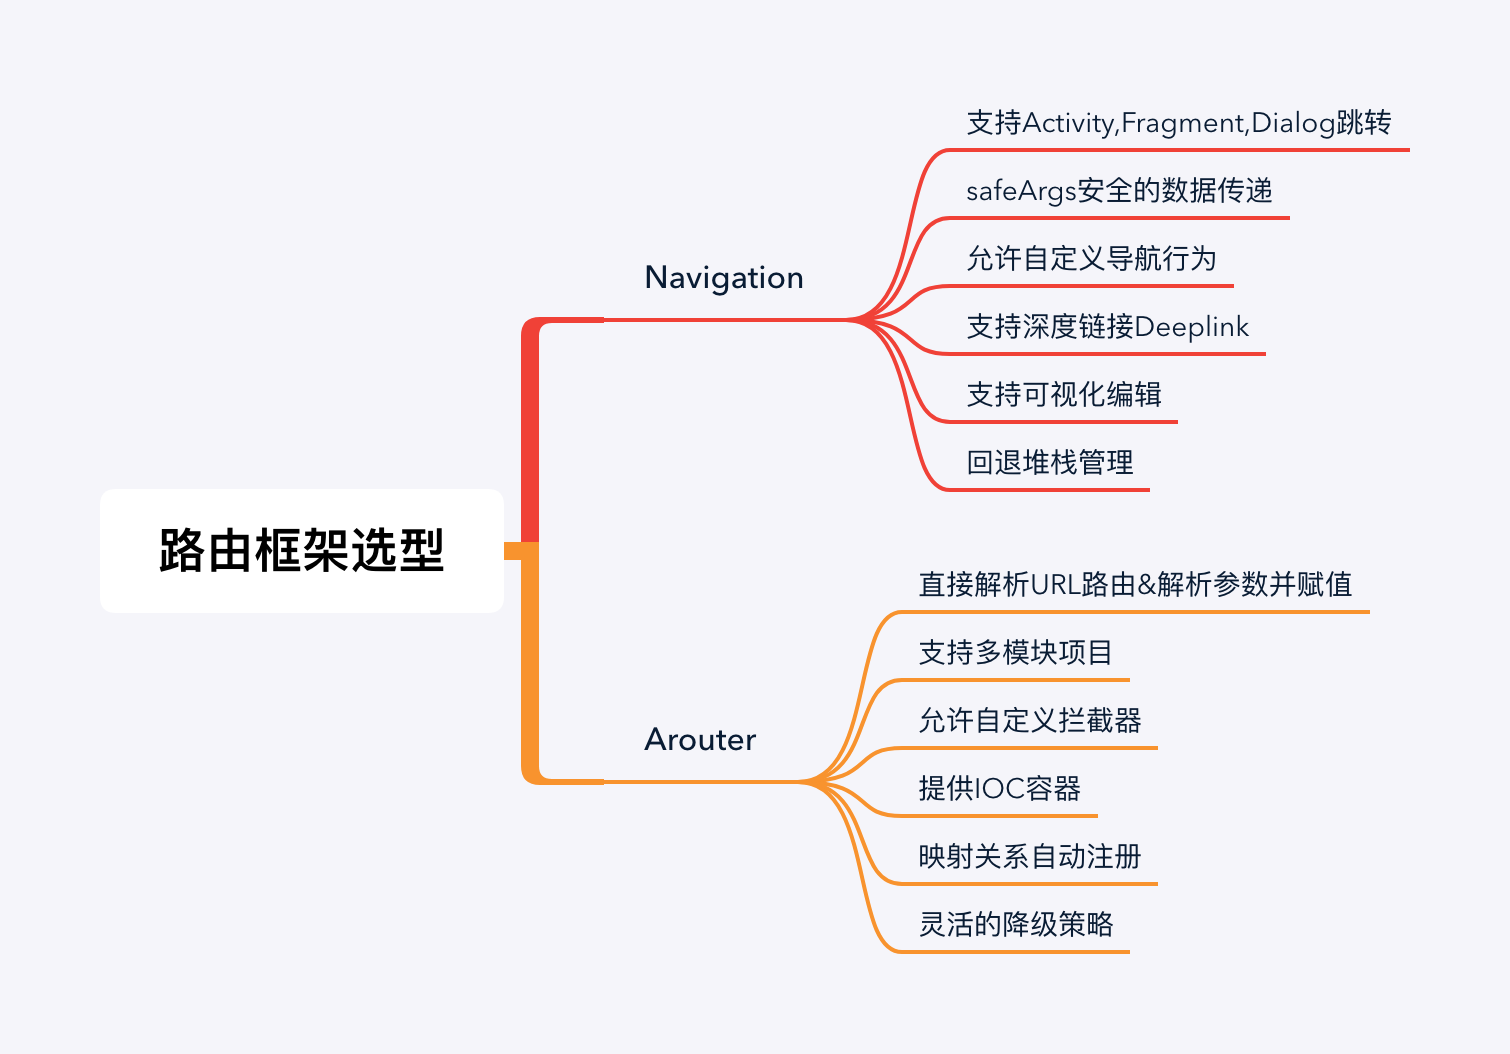 路由框架选型
Navigation
支持Activity,Fragment,Dialog跳转
safeArgs安全的数据传递
允许自定义导航行为
支持深度链接Deeplink
支持可视化编辑
回退堆栈管理
Arouter
直接解析URL路由&解析参数并赋值
支持多模块项目
允许自定义拦截器
提供IOC容器
映射关系自动注册
灵活的降级策略